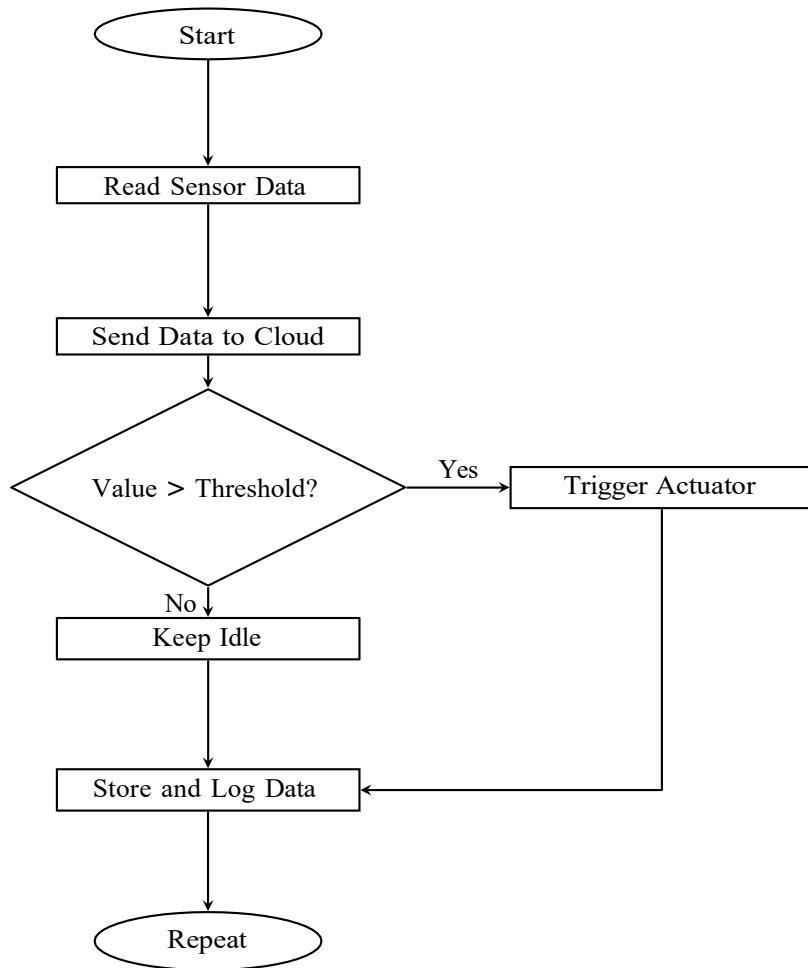 Start
Read Sensor Data
Send Data to Cloud
Value > Threshold?
Yes
Trigger Actuator
No
Keep Idle
Store and Log Data
Repeat